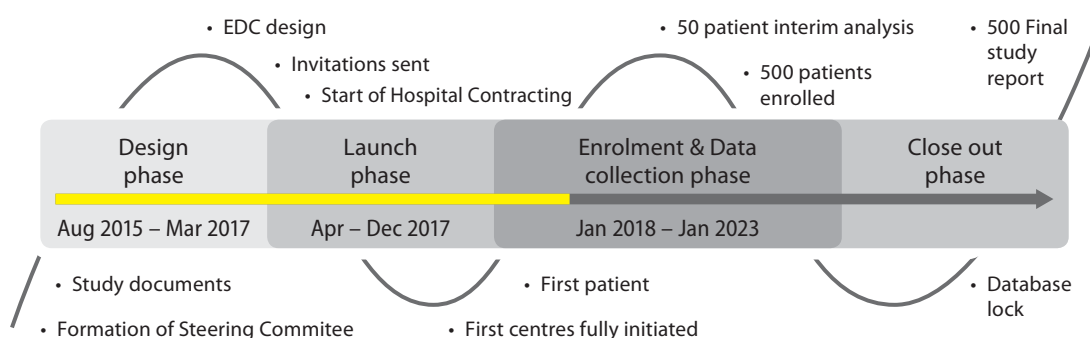 • EDC design
• Invitations sent
• Start of Hospital Contracting
• 50 patient interim analysis
• 500 patients
enrolled
• 500 Final
study
report
Design
phase
Launch
phase
Enrolment & Data
collection phase
Close out
phase
Aug 2015 – Mar 2017
Apr – Dec 2017
Jan 2018 – Jan 2023
• Study documents
• Formation of Steering Commitee
• First patient
• First centres fully initiated
• Database
lock